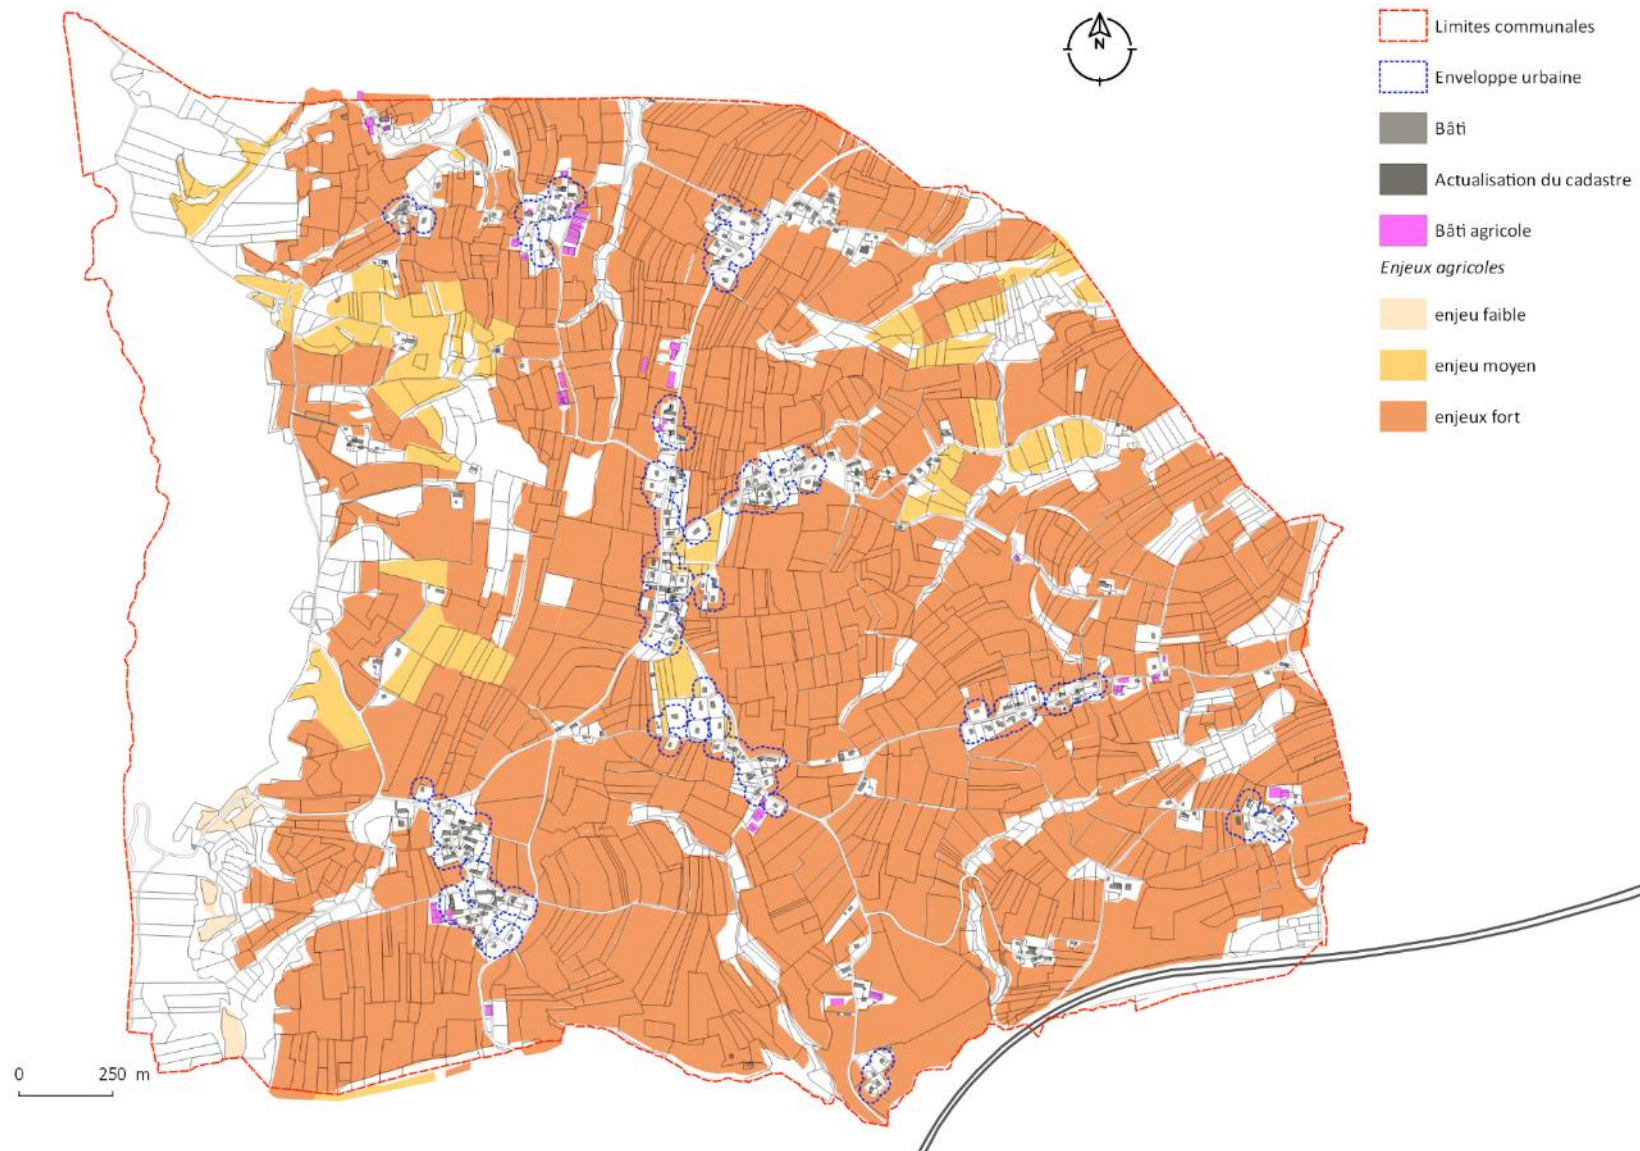 N
Limites communales
Enveloppe urbaine
Bâti
Actualisation du cadastre
Bâti agricole
Enjeux agricoles
enjeu faible
enjeu moyen
enjeux fort
0 250 m